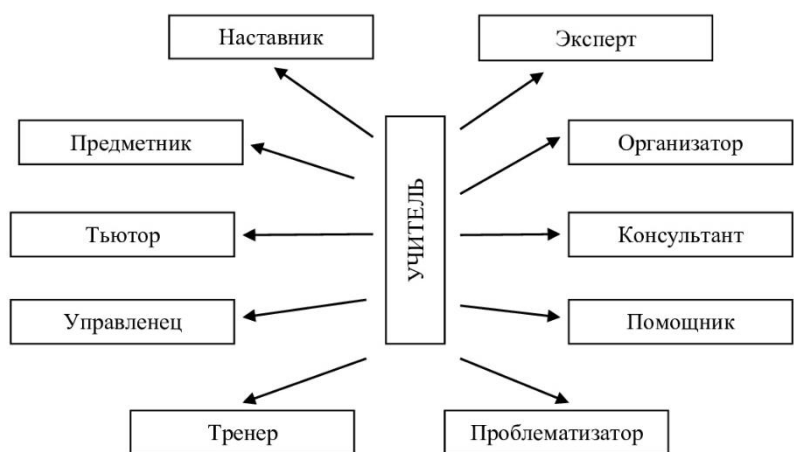 Наставник
Эксперт
Предметник
Организатор
Тьютор
УЧИТЕЛЬ
Консультант
Управленец
Помощник
Тренер
Проблематизатор